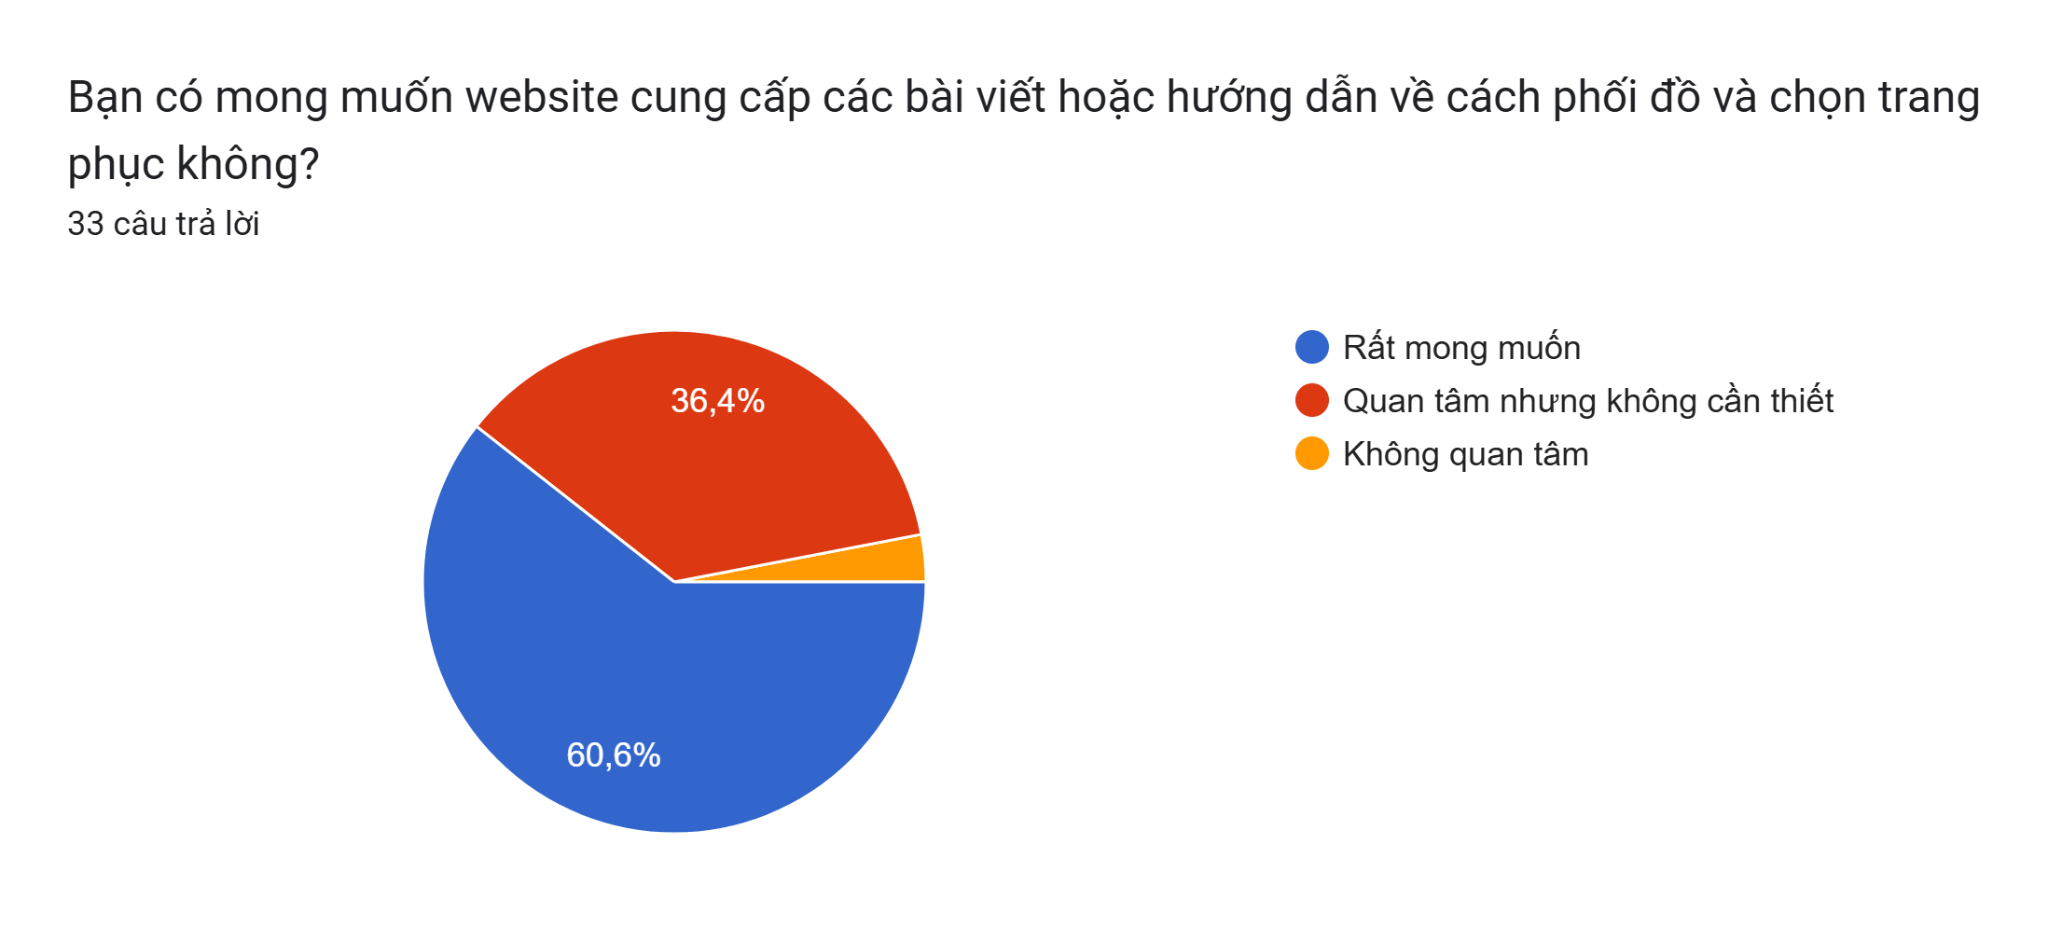 Bạn có mong muốn website cung cấp các bài viết hoặc hướng dẫn về cách phối đồ và chọn trang
phục không?
33 câu trả lời
36,4%
60,6%
Rất mong muốn
Quan tâm nhưng không cần thiết
Không quan tâm